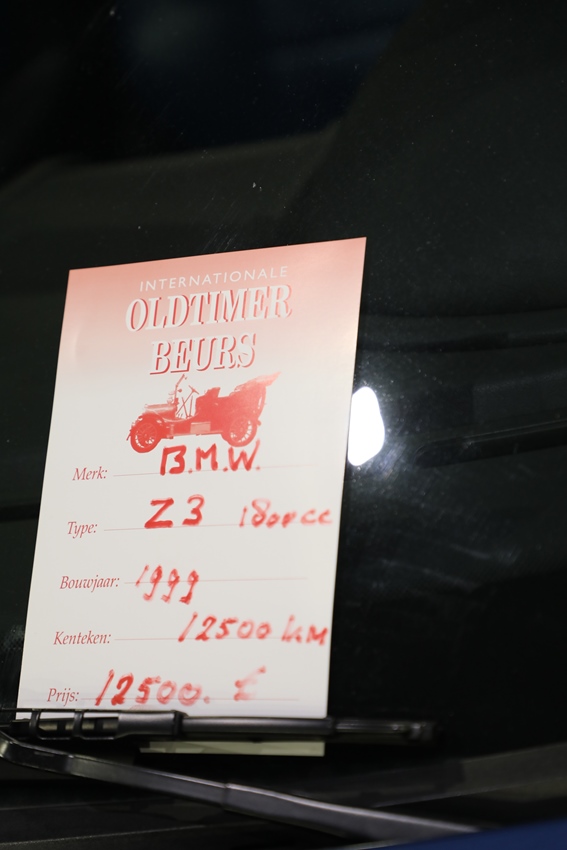 INTERNATIONALE
OLDTIMER
BEURS
Merk: B.M.W.
Type: Z3 1800cc
Bouwjaar: 1999
Kenteken: 12500 km
Prijs: 12500. €